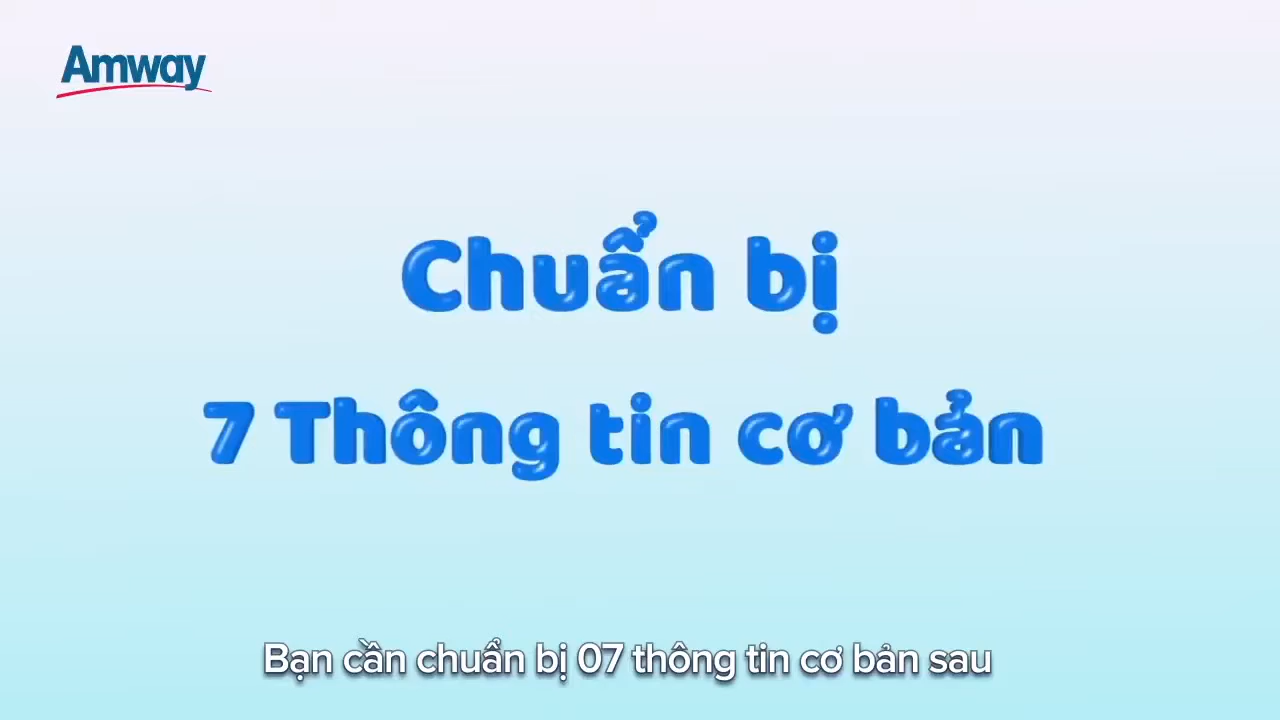 Amway
Chuẩn bị
7 Thông tin cơ bản
Bạn cần chuẩn bị 07 thông tin cơ bản sau